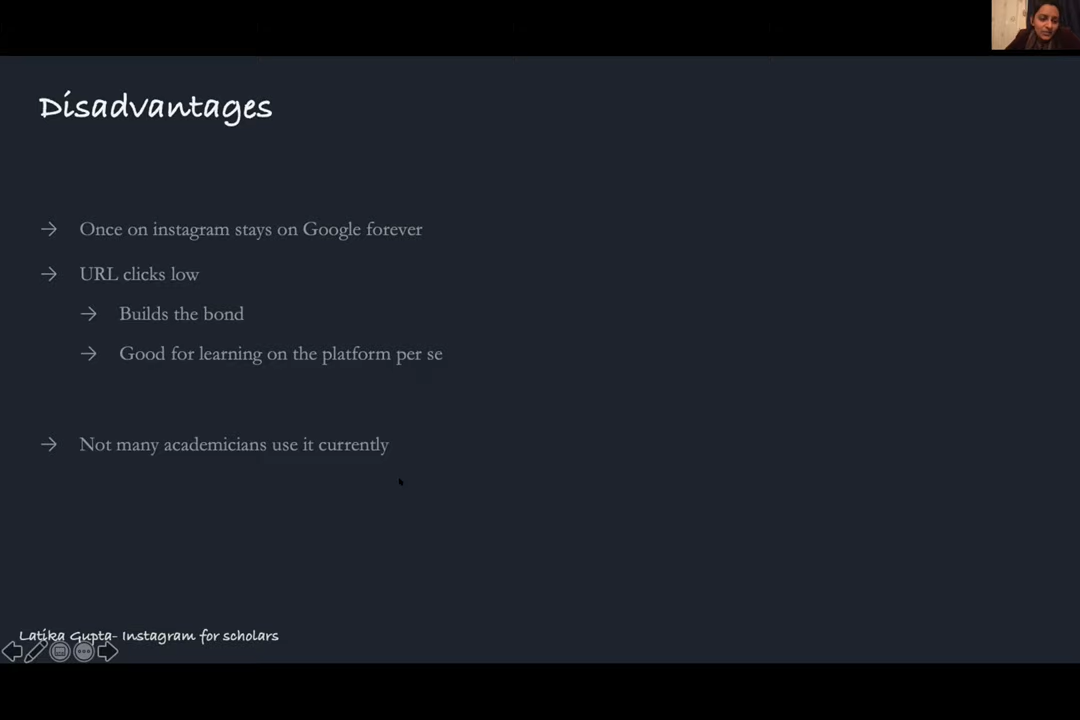 Disadvantages
→ Once on instagram stays on Google forever
→ URL clicks low
→ Builds the bond
→ Good for learning on the platform per se
→ Not many academicians use it currently
Latika Gupta- Instagram for scholars